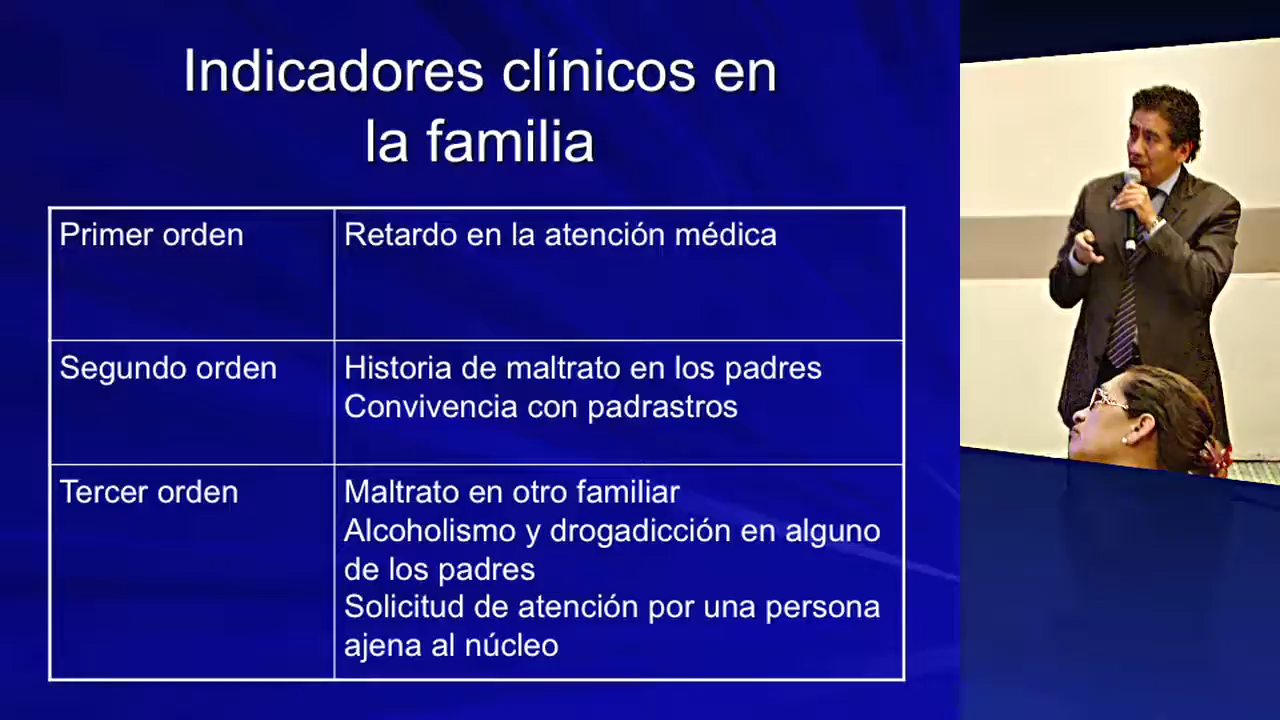 Indicadores clínicos en
la familia
Primer orden
Retardo en la atención médica
Segundo orden
Historia de maltrato en los padres
Convivencia con padrastros
Tercer orden
Maltrato en otro familiar
Alcoholismo y drogadicción en alguno
de los padres
Solicitud de atención por una persona
ajena al núcleo